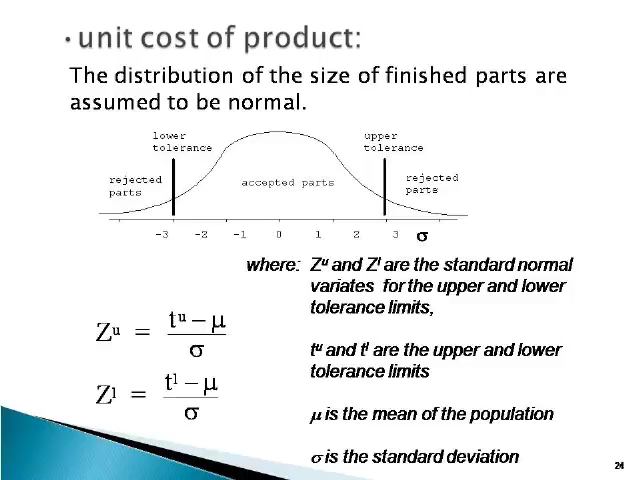 • unit cost of product:
The distribution of the size of finished parts are
assumed to be normal.
lower
tolerance
upper
tolerance
rejected
parts
accepted parts
rejected
parts
-3 -2 -1 0 1 2 3 σ
where: Zᵘ and Zˡ are the standard normal
variates for the upper and lower
tolerance limits,
Zᵘ = (tᵘ – μ) / σ
tᵘ and tˡ are the upper and lower
tolerance limits
Zˡ = (tˡ – μ) / σ
μ is the mean of the population
σ is the standard deviation
24